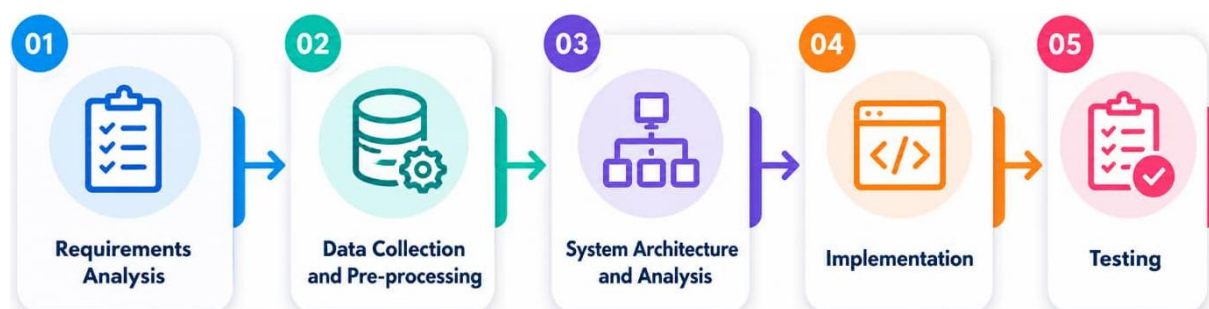 01
Requirements
Analysis
02
Data Collection
and Pre-processing
03
System Architecture
and Analysis
04
</>
Implementation
05
Testing